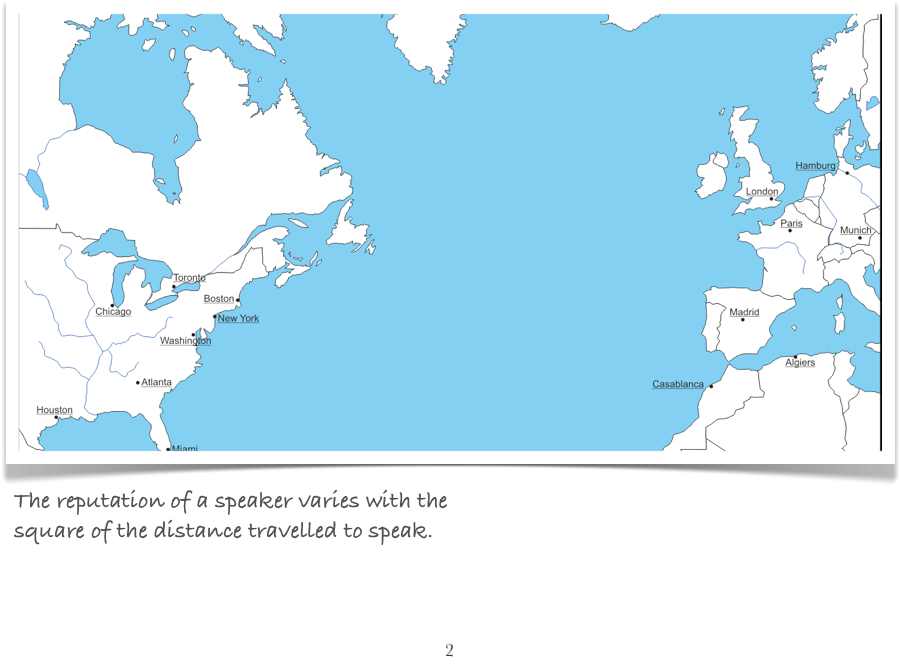 Hamburg
London
Paris
Munich
Toronto
Boston
Chicago
New York
Madrid
Washington
Algiers
Atlanta
Casablanca
Houston
Miami
The reputation of a speaker varies with the
square of the distance travelled to speak.
2